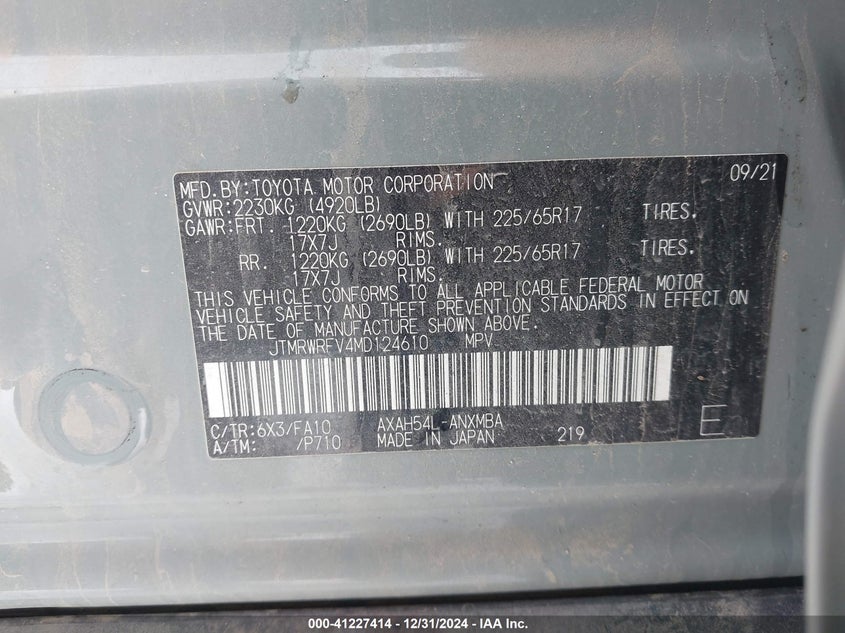 MFD.BY:TOYOTA MOTOR CORPORATION 09/21
GVWR:2230KG (4920LB)
GAWR:FRT. 1220KG (2690LB) WITH 225/65R17 TIRES.
17X7J RIMS.
RR. 1220KG (2690LB) WITH 225/65R17 TIRES.
17X7J RIMS.
THIS VEHICLE CONFORMS TO ALL APPLICABLE FEDERAL MOTOR
VEHICLE SAFETY AND THEFT PREVENTION STANDARDS IN EFFECT ON
THE DATE OF MANUFACTURE SHOWN ABOVE.
JTMRWRFV4MD124610 MPV
C/TR:6X3/FA10 AXAH54L-ANXMBA
A/TM: /P710 MADE IN JAPAN 219 E
000-41227414 - 12/31/2024 - IAA Inc.